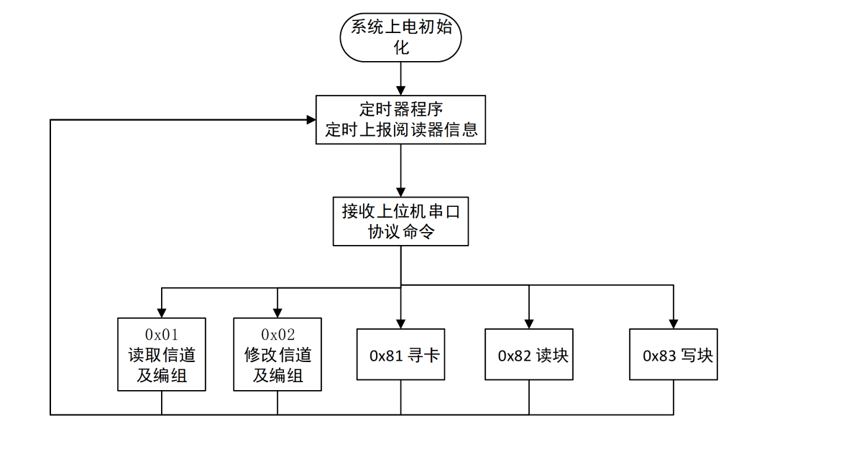 系统上电初始
化
定时器程序
定时上报阅读器信息
接收上位机串口
协议命令
0x01
读取信道
及编组
0x02
修改信道
及编组
0x81 寻卡
0x82 读块
0x83 写块